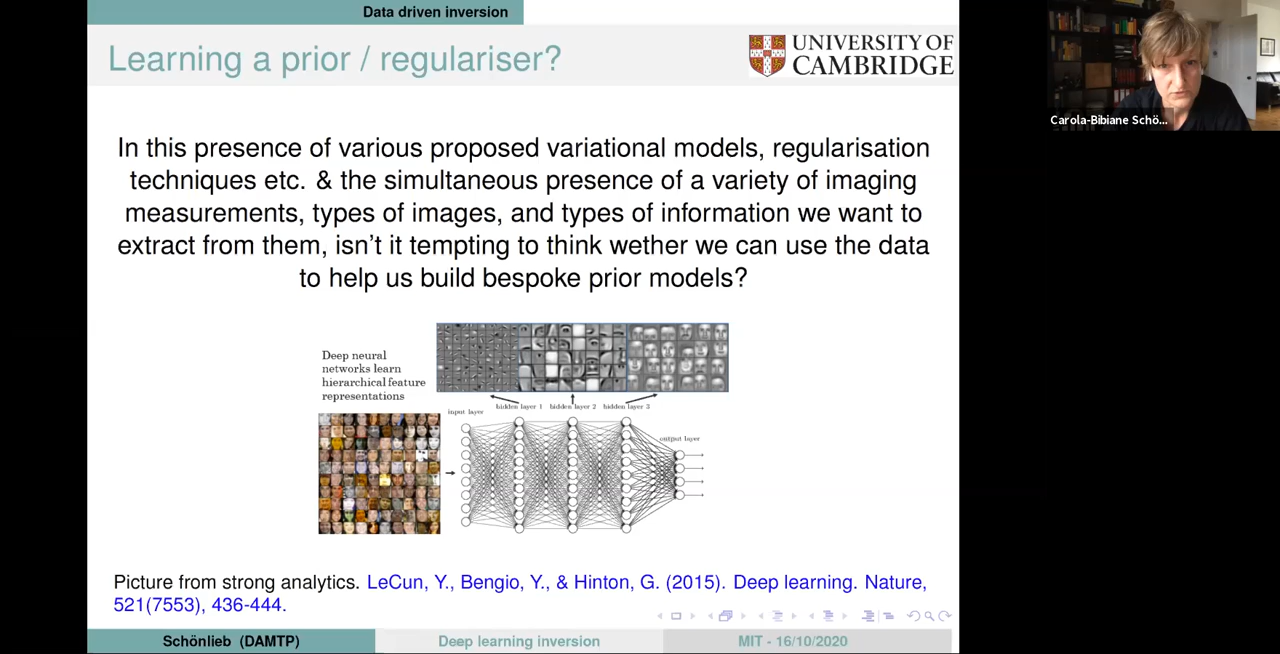 Data driven inversion
Learning a prior / regulariser?
UNIVERSITY OF
CAMBRIDGE
Carola-Bibiane Schö...
In this presence of various proposed variational models, regularisation
techniques etc. & the simultaneous presence of a variety of imaging
measurements, types of images, and types of information we want to
extract from them, isn't it tempting to think wether we can use the data
to help us build bespoke prior models?
Deep neural
networks learn
hierarchical feature
representations
input layer
hidden layer 1
hidden layer 2
hidden layer 3
output layer
Picture from strong analytics. LeCun, Y., Bengio, Y., & Hinton, G. (2015). Deep learning. Nature,
521(7553), 436-444.
Schönlieb (DAMTP)
Deep learning inversion
MIT - 16/10/2020